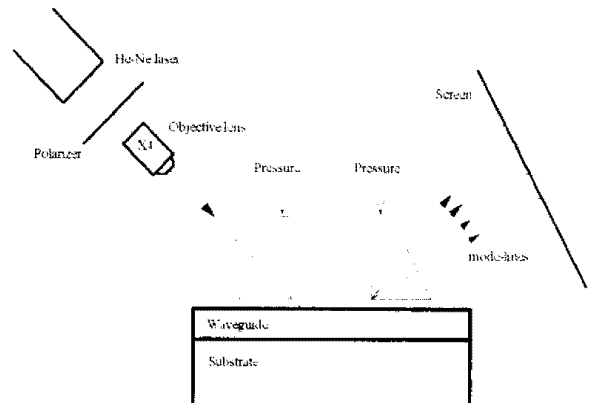 He-Ne laser
Screen
Objective lens
X4
Polarizer
Pressure
Pressure
mode-lines
Waveguide
Substrate